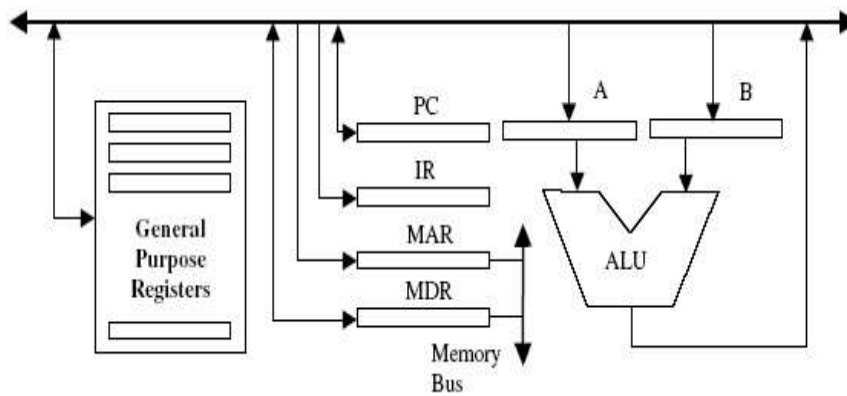 A
B
PC
IR
General
Purpose
Registers
MAR
ALU
MDR
Memory
Bus